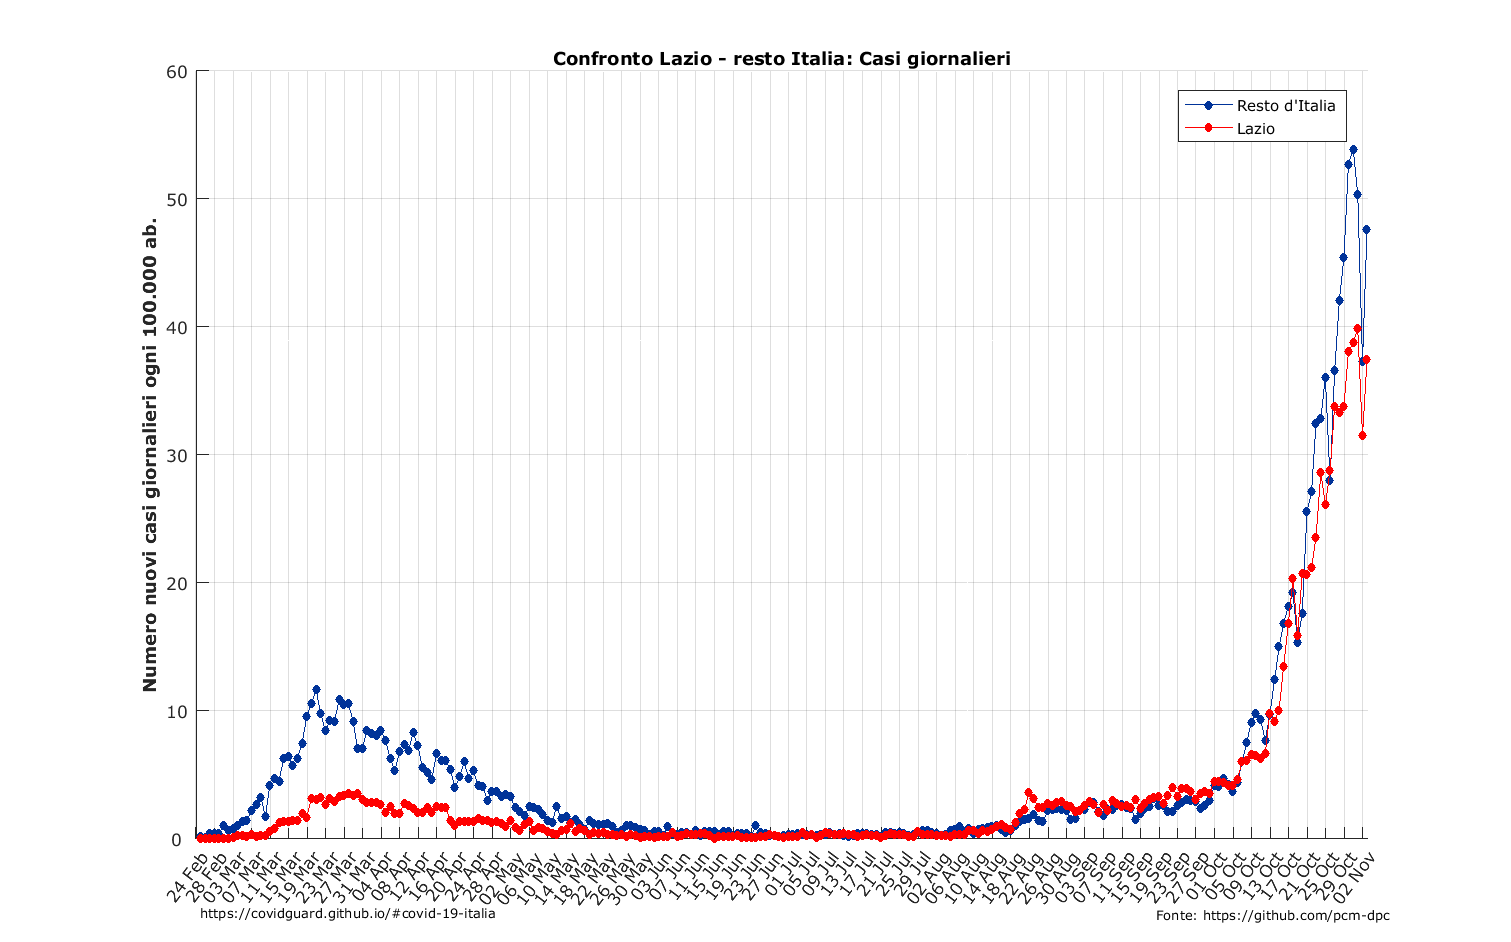 Confronto Lazio - resto Italia: Casi giornalieri
Resto d'Italia
Lazio
Numero nuovi casi giornalieri ogni 100.000 ab.
60
50
40
30
20
10
0
24 Feb
28 Feb
03 Mar
07 Mar
11 Mar
15 Mar
19 Mar
23 Mar
27 Mar
31 Mar
04 Apr
08 Apr
12 Apr
16 Apr
20 Apr
24 Apr
28 Apr
02 May
06 May
10 May
14 May
18 May
22 May
26 May
30 May
03 Jun
07 Jun
11 Jun
15 Jun
19 Jun
23 Jun
27 Jun
01 Jul
05 Jul
09 Jul
13 Jul
17 Jul
21 Jul
25 Jul
29 Jul
02 Aug
06 Aug
10 Aug
14 Aug
18 Aug
22 Aug
26 Aug
30 Aug
03 Sep
07 Sep
11 Sep
15 Sep
19 Sep
23 Sep
27 Sep
01 Oct
05 Oct
09 Oct
13 Oct
17 Oct
21 Oct
25 Oct
29 Oct
02 Nov
https://covidguard.github.io/#covid-19-italia
Fonte: https://github.com/pcm-dpc